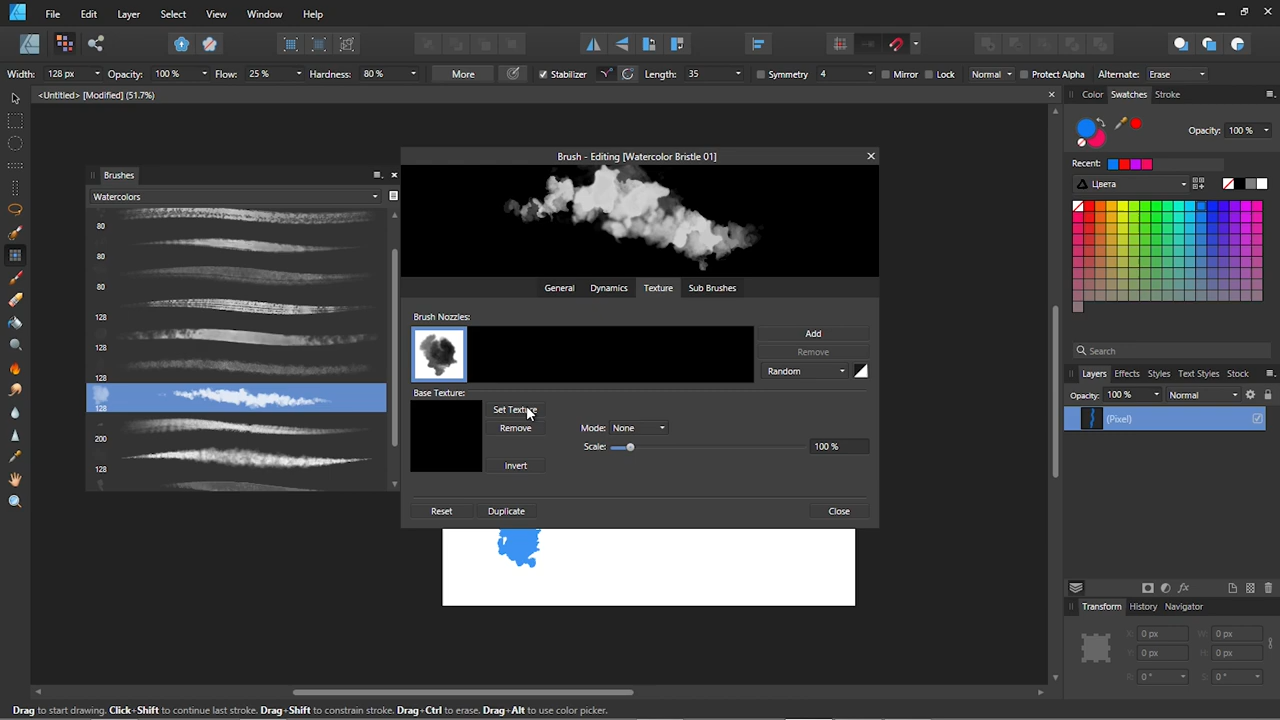 File Edit Layer Select View Window Help
Width: 128 px Opacity: 100 % Flow: 25 % Hardness: 80 % More Stabilizer Length: 35 Symmetry 4 Mirror Lock Normal Protect Alpha Alternate: Erase
<Untitled> [Modified] (51.7%)
Color Swatches Stroke
Opacity: 100 %
Recent:
Цвета
Brushes
Watercolors
80
80
80
128
128
128
128
200
128
Brush - Editing [Watercolor Bristle 01]
General Dynamics Texture Sub Brushes
Brush Nozzles:
Add
Remove
Random
Base Texture:
Set Texture
Remove
Mode: None
Scale: 100 %
Invert
Reset Duplicate Close
Search
Layers Effects Styles Text Styles Stock
Opacity: 100 % Normal
(Pixel)
Transform History Navigator
X: 0 px W: 0 px
Y: 0 px H: 0 px
R: 0 ° S: 0 °
Drag to start drawing. Click+Shift to continue last stroke. Drag+Shift to constrain stroke. Drag+Ctrl to erase. Drag+Alt to use color picker.